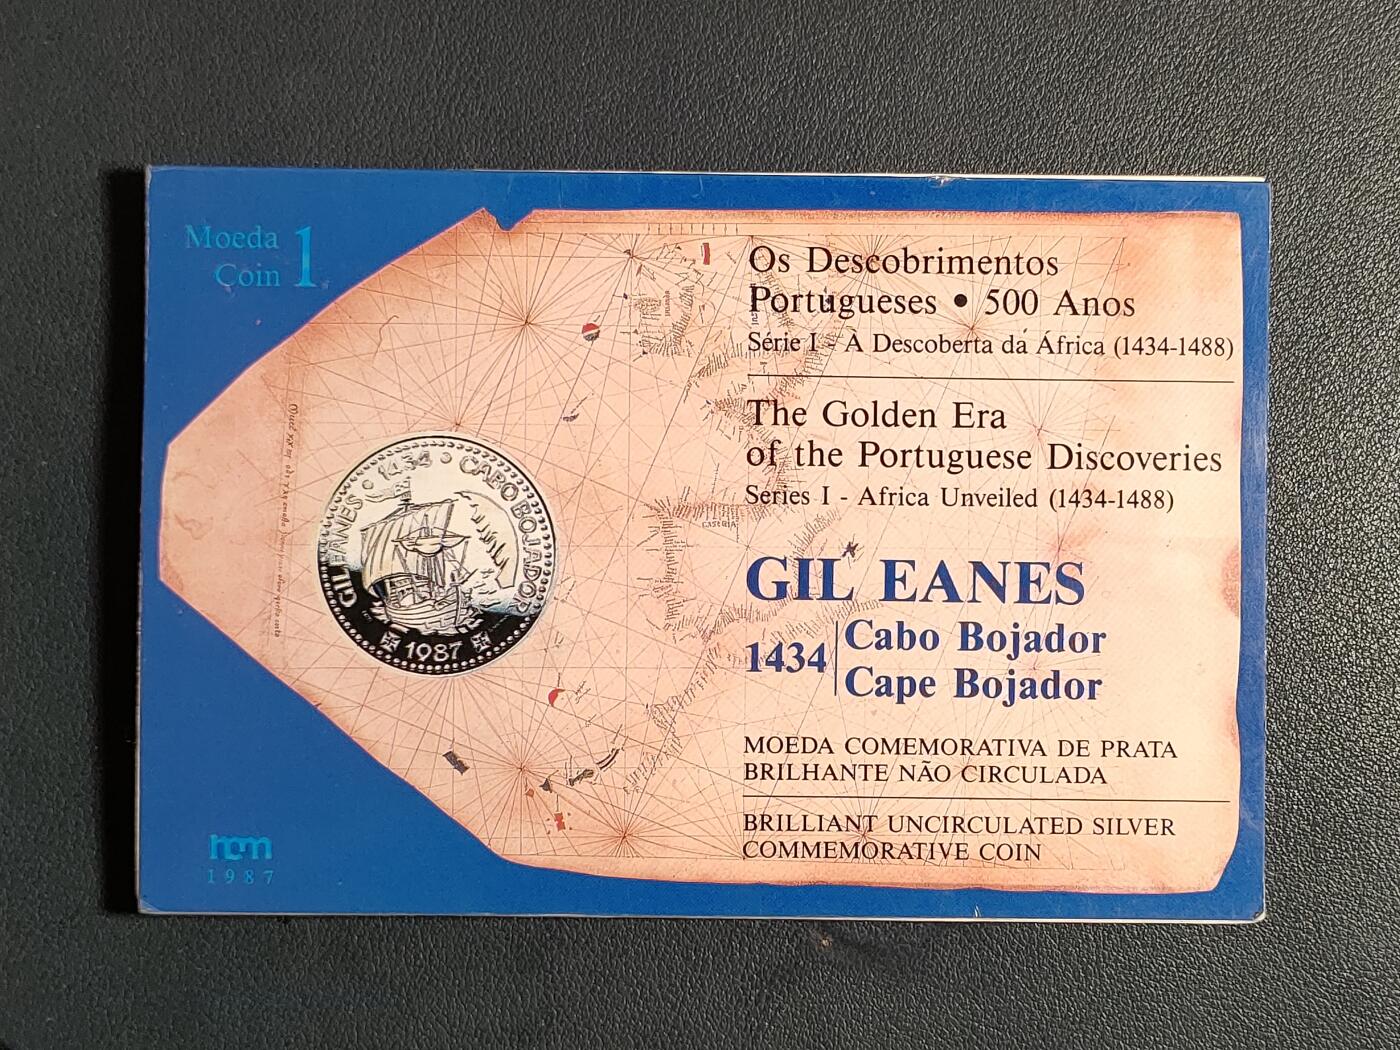 Moeda
Coin 1
Os Descobrimentos
Portugueses • 500 Anos
Série I - À Descoberta da África (1434-1488)
The Golden Era
of the Portuguese Discoveries
Series I - Africa Unveiled (1434-1488)
GIL EANES
1434 Cabo Bojador
Cape Bojador
MOEDA COMEMORATIVA DE PRATA
BRILHANTE NÃO CIRCULADA
BRILLIANT UNCIRCULATED SILVER
COMMEMORATIVE COIN
GIL EANES • 1434 • CABO BOJADOR
1987
incm
1987